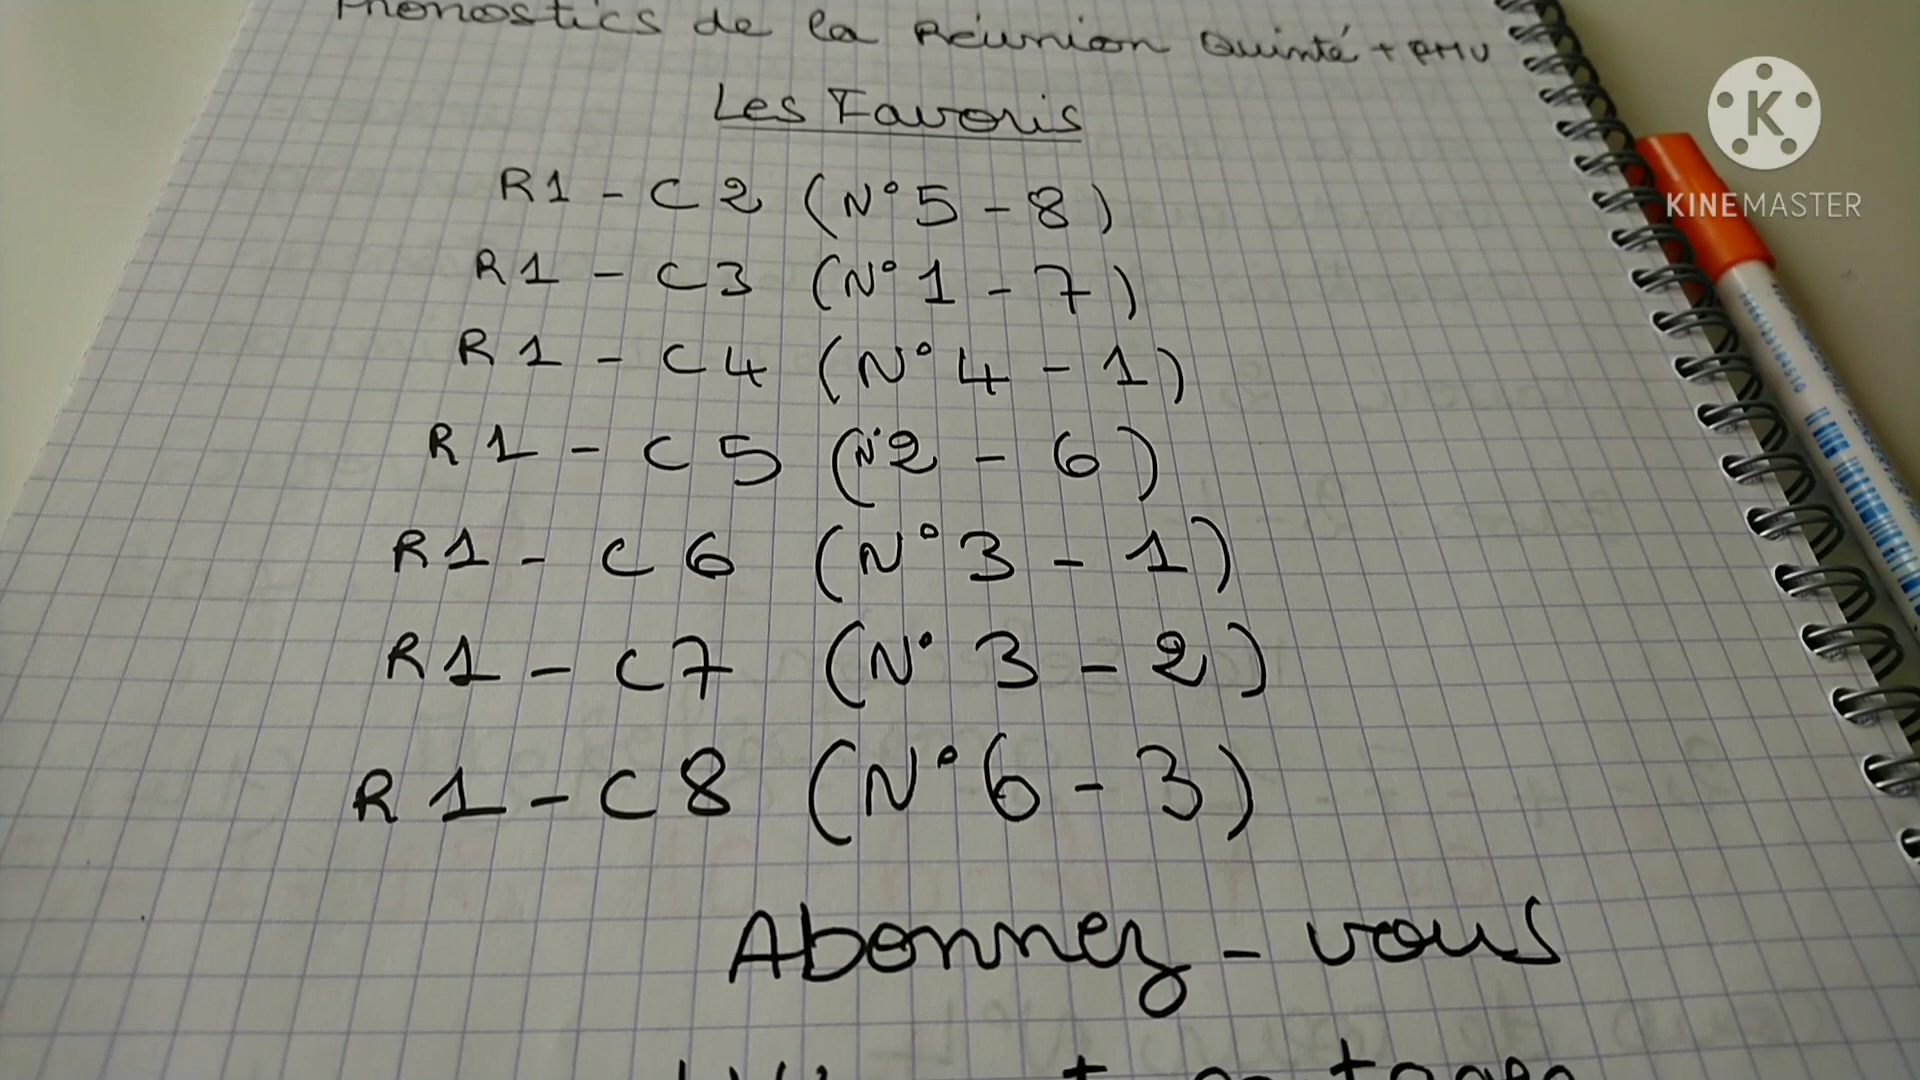 Pronostics de la Réunion Quinté + PMU
Les Favoris
R1 - C2 (N° 5 - 8)
R1 - C3 (N° 1 - 7)
R1 - C4 (N° 4 - 1)
R1 - C5 (N° 2 - 6)
R1 - C6 (N° 3 - 1)
R1 - C7 (N° 3 - 2)
R1 - C8 (N° 6 - 3)
Abonnez - vous
K
KINEMASTER